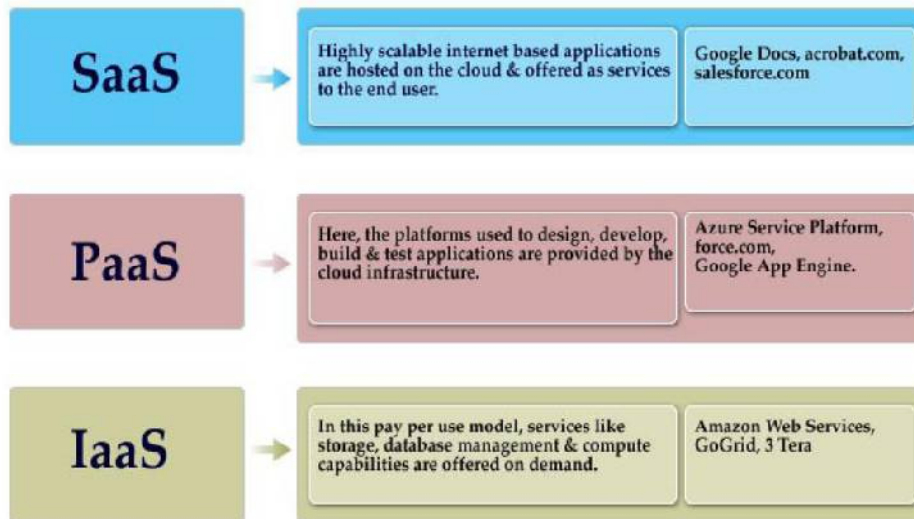 SaaS
Highly scalable internet based applications
are hosted on the cloud & offered as services
to the end user.
Google Docs, acrobat.com,
salesforce.com
PaaS
Here, the platforms used to design, develop,
build & test applications are provided by the
cloud infrastructure.
Azure Service Platform,
force.com,
Google App Engine.
IaaS
In this pay per use model, services like
storage, database management & compute
capabilities are offered on demand.
Amazon Web Services,
GoGrid, 3 Tera